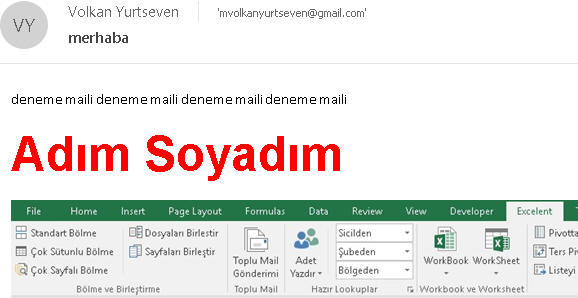 VY
Volkan Yurtseven
'mvolkanyurtseven@gmail.com'
merhaba
deneme maili deneme maili deneme maili deneme maili
Adım Soyadım
File Home Insert Page Layout Formulas Data Review View Developer Excelent T
Standart Bölme
Çok Sütunlu Bölme
Çok Sayfalı Bölme
Dosyaları Birlestir
Sayfaları Birleştir
Bölme ve Birleştirme
Toplu Mail
Gönderimi
Toplu Mail
Adet
Yazdır
Sicilden
Şubeden
Bölgeden
Hazır Lookuplar
WorkBook
WorkSheet
Workbook ve Worksheet
Pivotta
Ters Piv
Listeyi